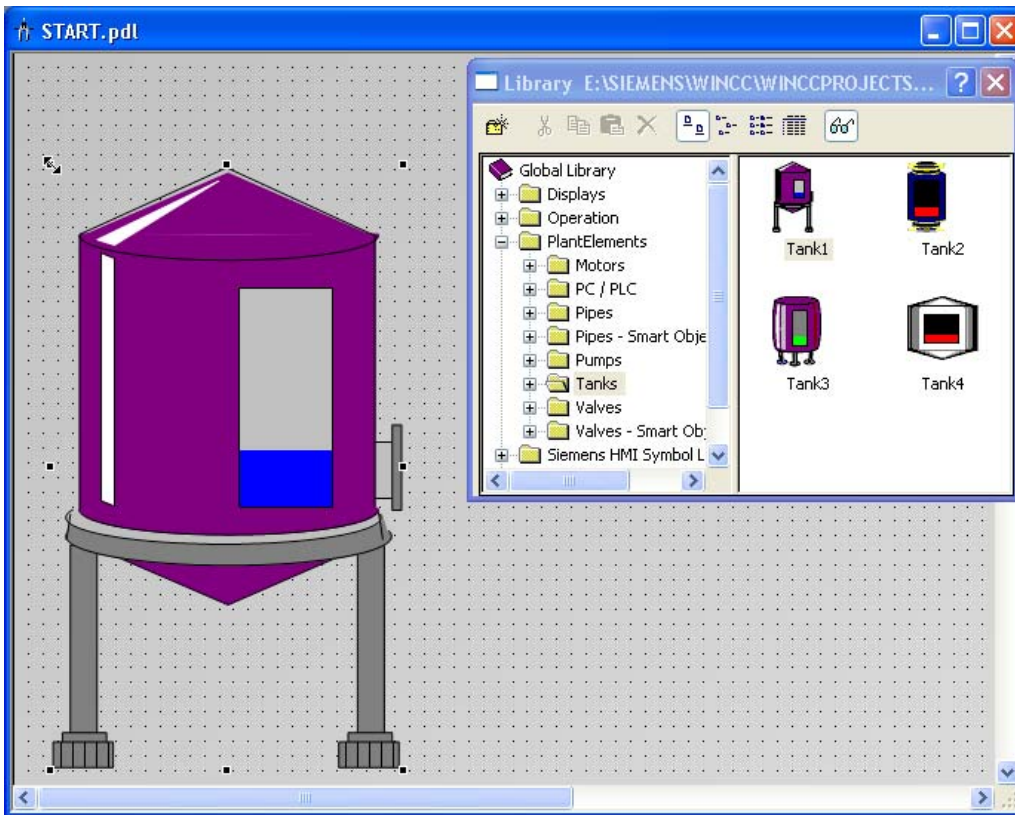 START.pdl
Library E:\SIEMENS\WINCC\WINCCPROJECTS...
Global Library
Displays
Operation
PlantElements
Motors
PC / PLC
Pipes
Pipes - Smart Obje
Pumps
Tanks
Valves
Valves - Smart Obj
Siemens HMI Symbol L
Tank1
Tank2
Tank3
Tank4